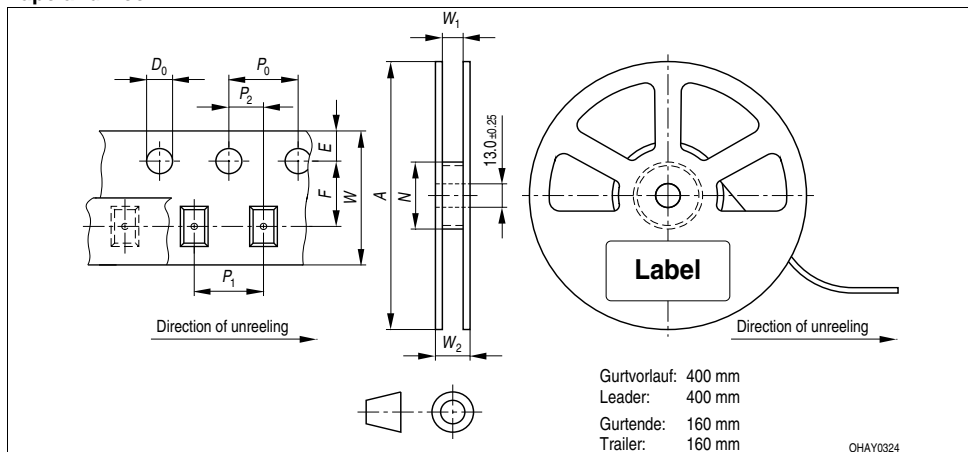 W1
D0
P0
P2
E
F
W
A
N
13.0±0.25
Label
P1
Direction of unreeling
W2
Direction of unreeling
Gurtvorlauf: 400 mm
Leader: 400 mm
Gurtende: 160 mm
Trailer: 160 mm
OHAY0324